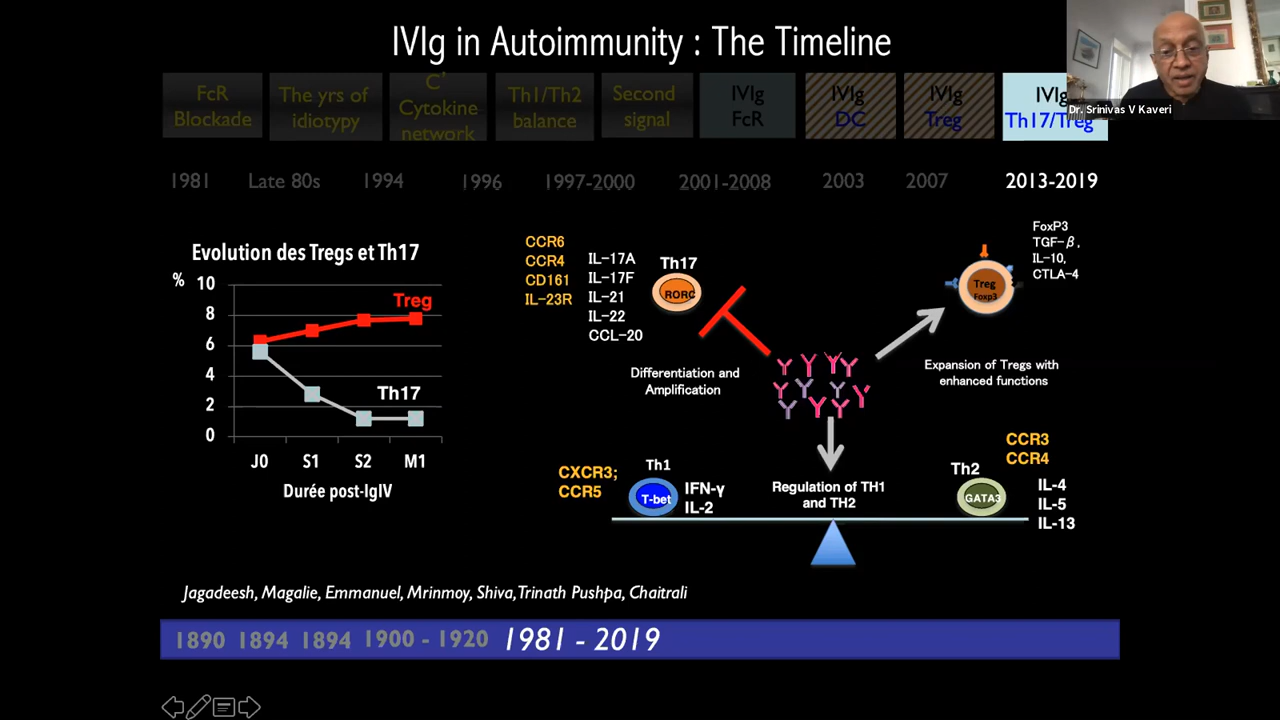 IVIg in Autoimmunity : The Timeline
Dr. Srinivas V Kaveri
FcR
Blockade
The yrs of
idiotypy
C'
Cytokine
network
Th1/Th2
balance
Second
signal
IVIg
FcR
IVIg
DC
IVIg
Treg
IVIg
Th17/Treg
1981
Late 80s
1994
1996
1997-2000
2001-2008
2003
2007
2013-2019
Evolution des Tregs et Th17
%
10
8
6
4
2
0
Treg
Th17
J0
S1
S2
M1
Durée post-IgIV
CCR6
CCR4
CD161
IL-23R
IL-17A
IL-17F
IL-21
IL-22
CCL-20
Th17
RORC
Differentiation and
Amplification
Treg
Foxp3
FoxP3
TGF-β,
IL-10,
CTLA-4
Expansion of Tregs with
enhanced functions
CXCR3;
CCR5
Th1
T-bet
IFN-γ
IL-2
Regulation of TH1
and TH2
Th2
GATA3
CCR3
CCR4
IL-4
IL-5
IL-13
Jagadeesh, Magalie, Emmanuel, Mrinmoy, Shiva,Trinath Pushpa, Chaitrali
1890 1894 1894 1900 - 1920 1981 - 2019